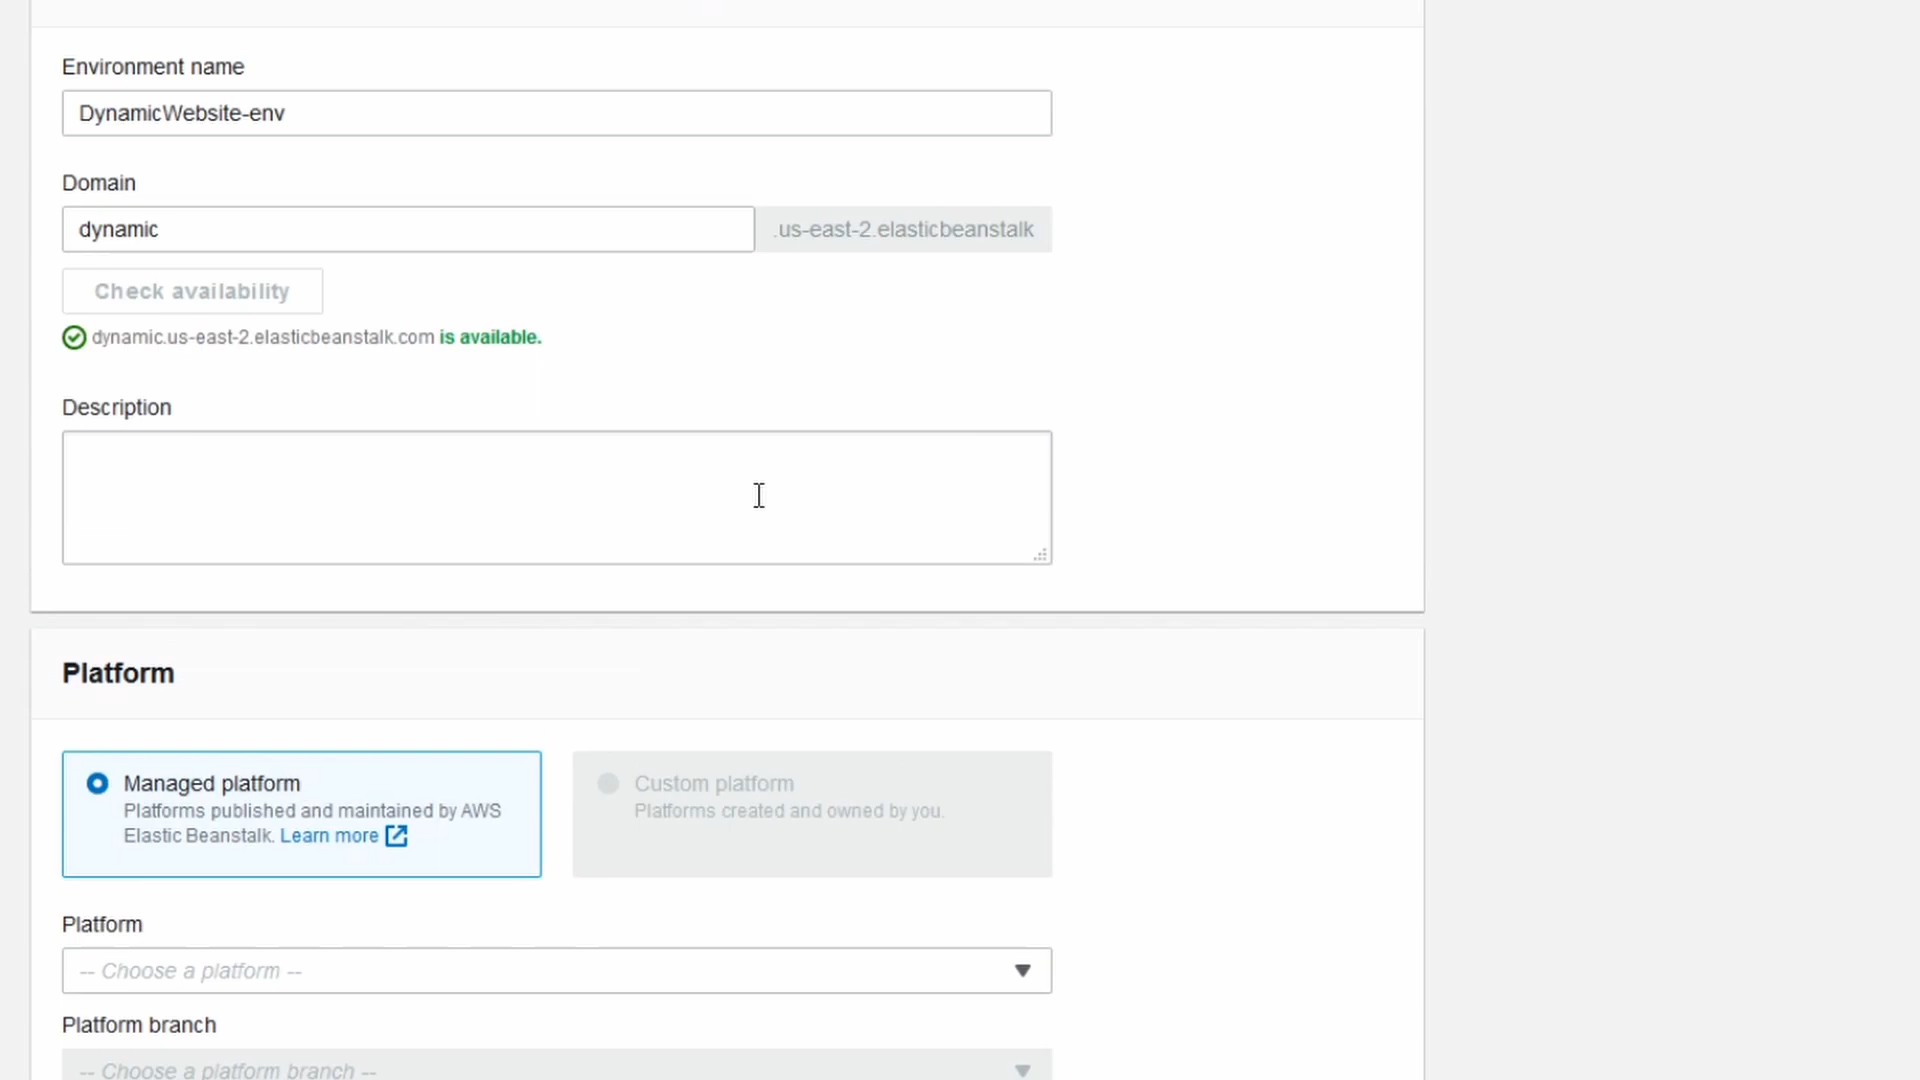 Environment name
DynamicWebsite-env
Domain
dynamic
.us-east-2.elasticbeanstalk
Check availability
dynamic.us-east-2.elasticbeanstalk.com is available.
Description
Platform
Managed platform
Platforms published and maintained by AWS
Elastic Beanstalk. Learn more
Custom platform
Platforms created and owned by you.
Platform
-- Choose a platform --
Platform branch
-- Choose a platform branch --